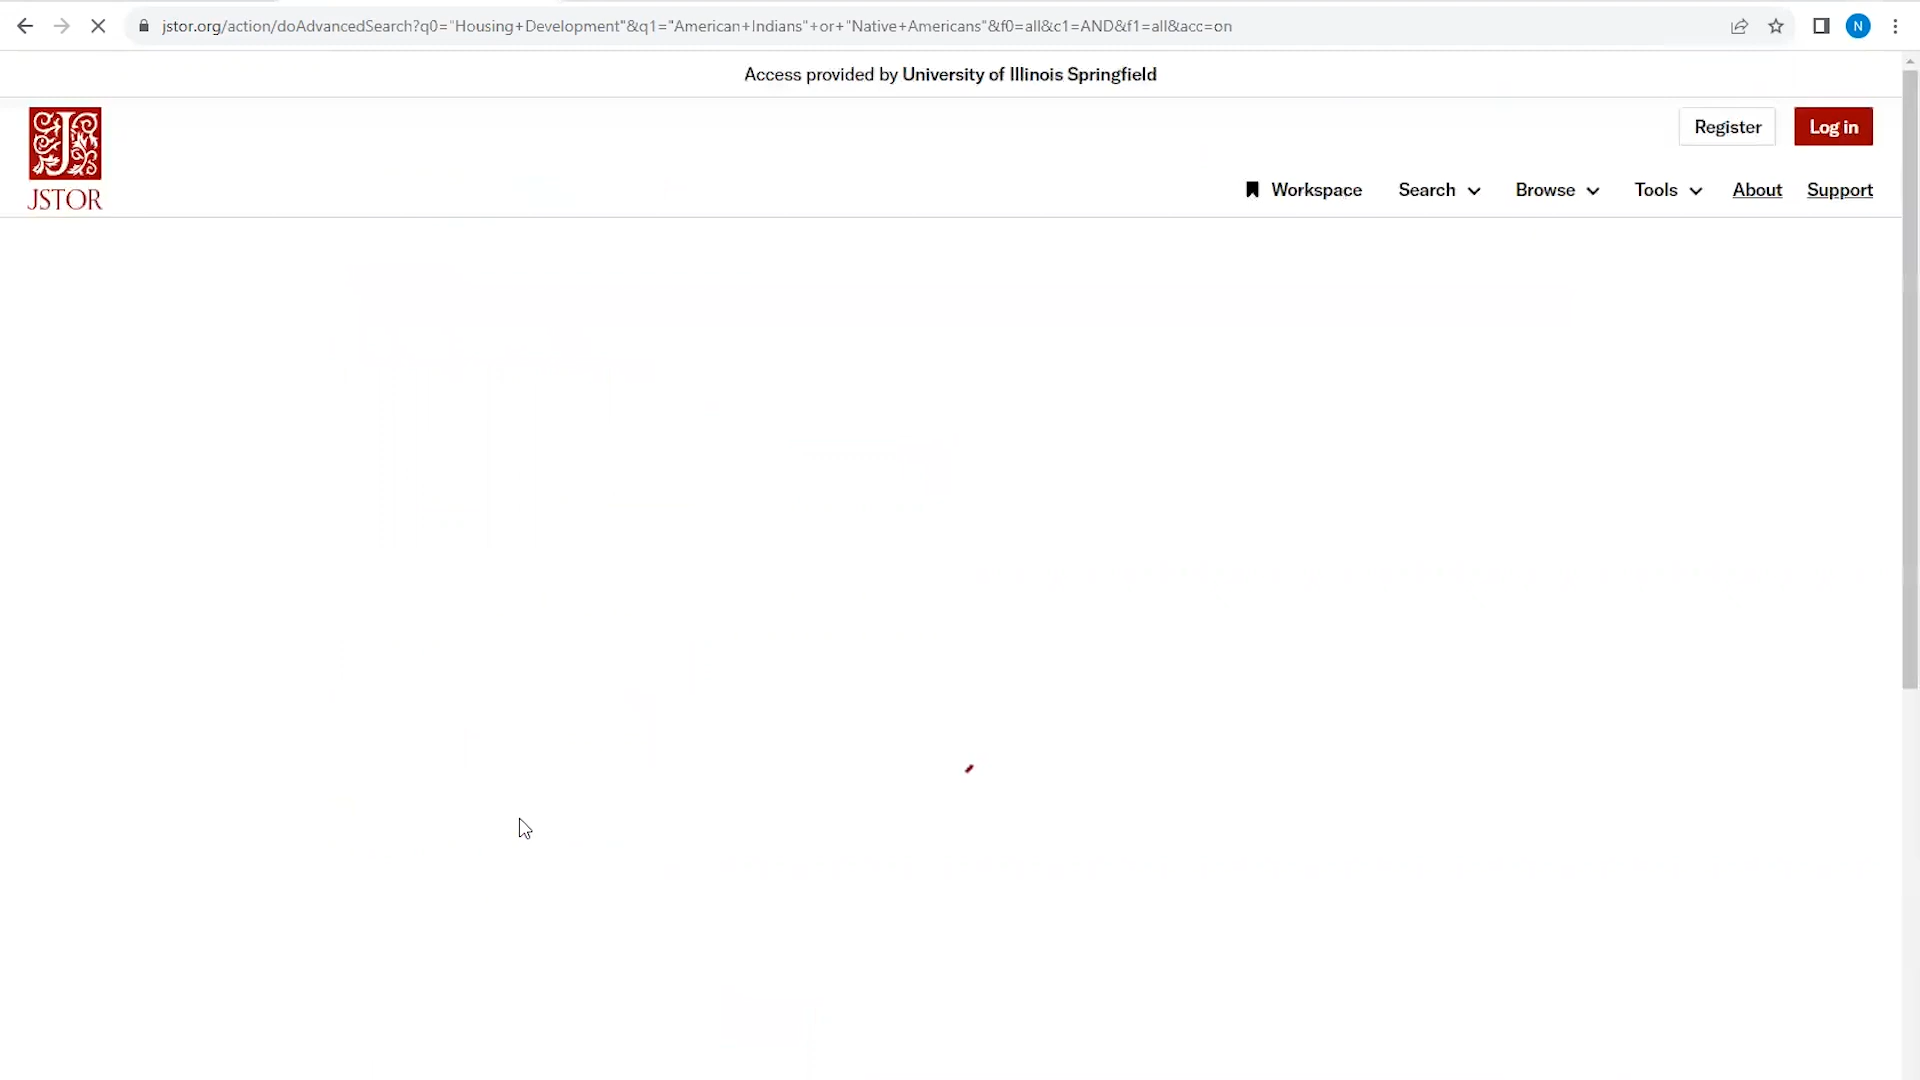 jstor.org/action/doAdvancedSearch?q0="Housing+Development"&q1="American+Indians"+or+"Native+Americans"&f0=all&c1=AND&f1=all&acc=on
N
Access provided by University of Illinois Springfield
Register
Log in
JSTOR
Workspace
Search
Browse
Tools
About
Support